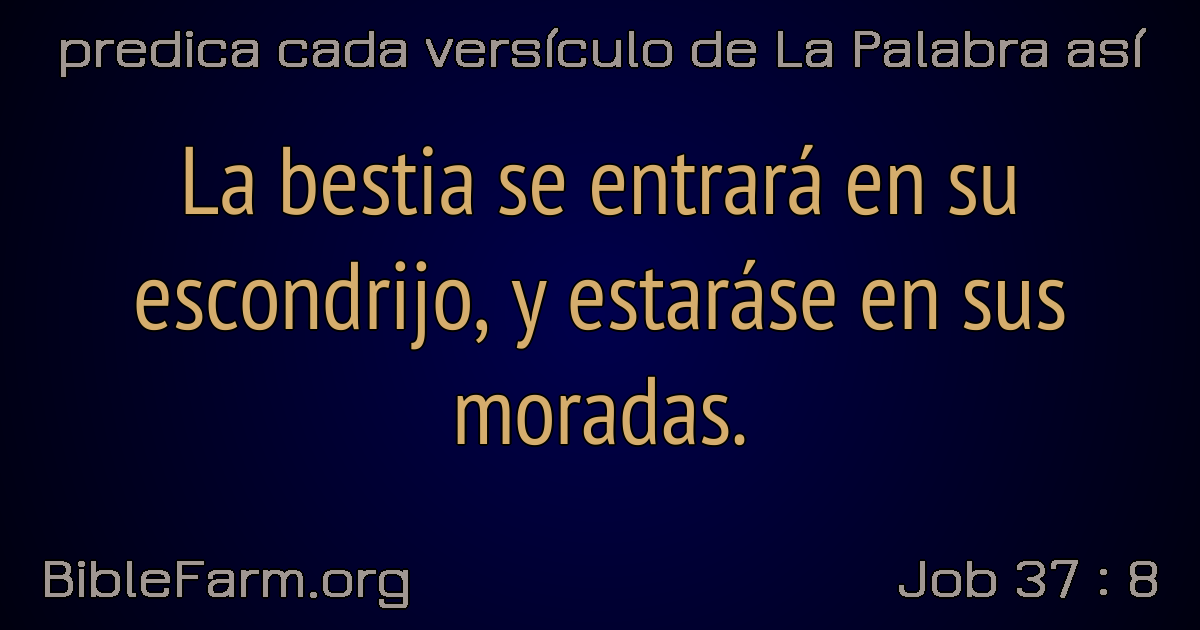 predica cada versículo de La Palabra así
La bestia se entrará en su
escondrijo, y estaráse en sus
moradas.
BibleFarm.org
Job 37 : 8